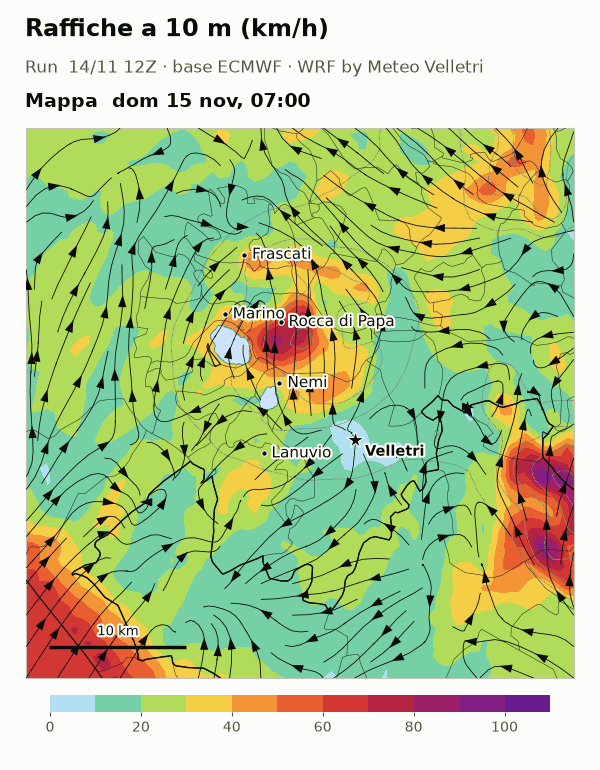 Raffiche a 10 m (km/h)
Run  14/11 12Z · base ECMWF · WRF by Meteo Velletri
Mappa  dom 15 nov, 07:00
Frascati
Marino
Rocca di Papa
Nemi
Velletri
Lanuvio
10 km
0 20 40 60 80 100